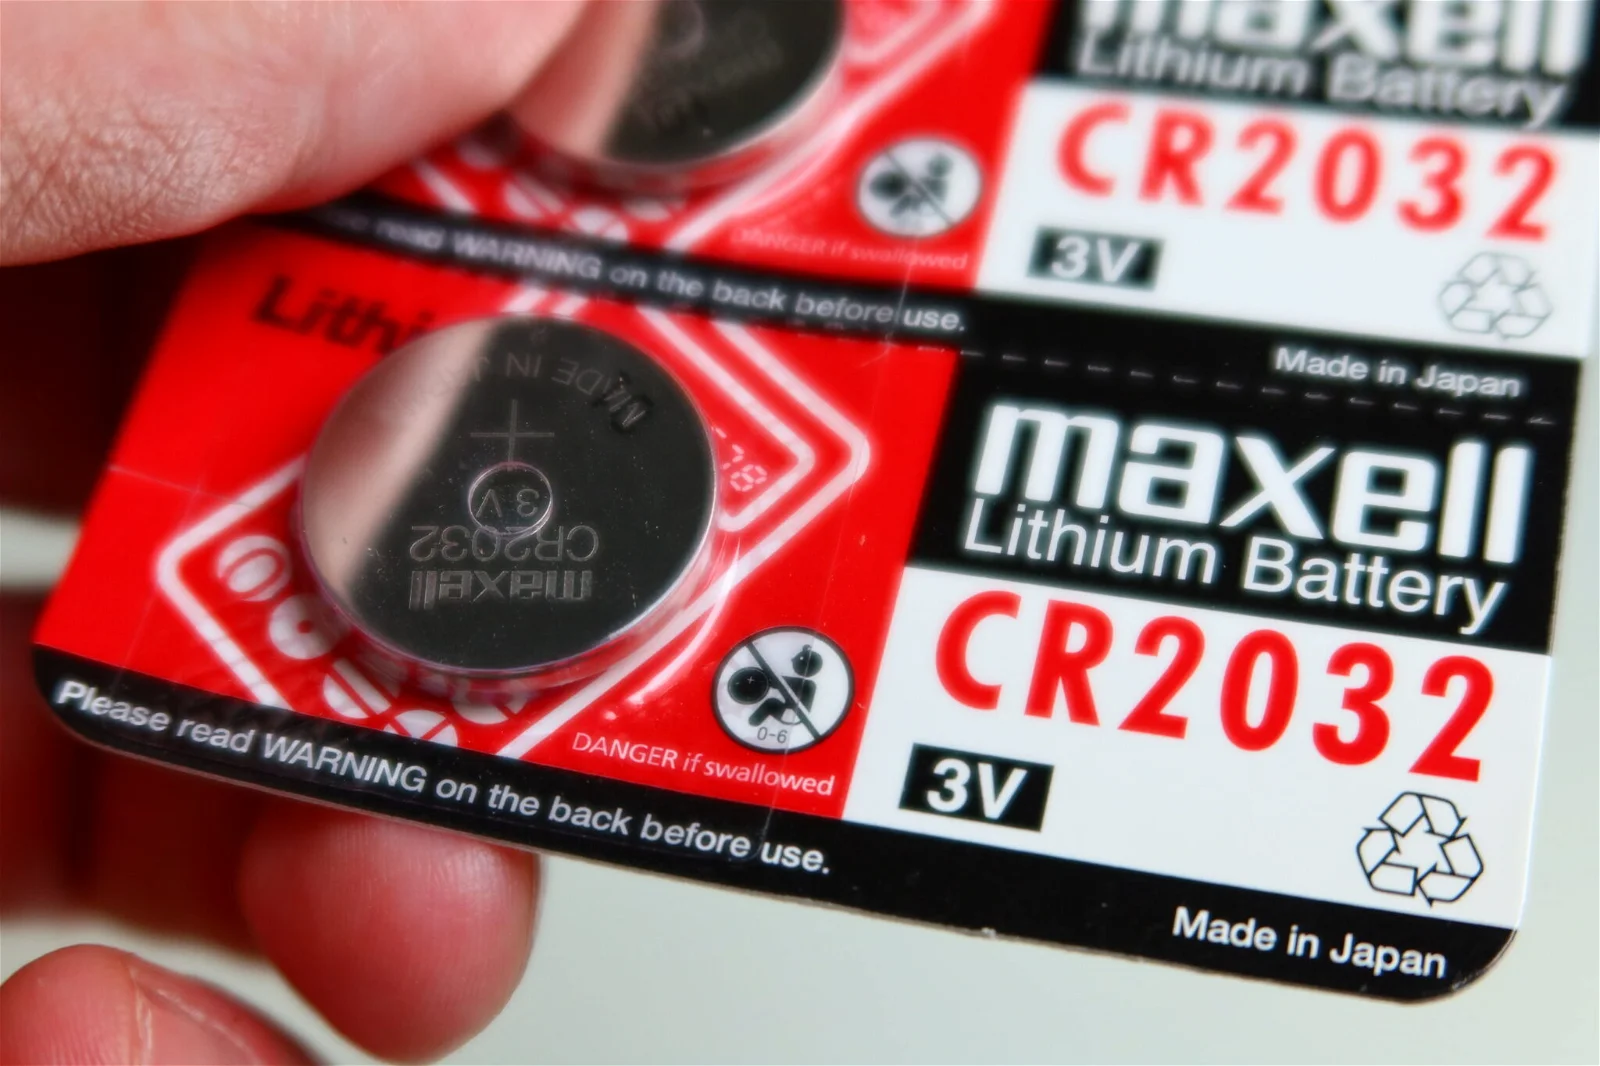 maxell
Lithium Battery
CR2032
3V
DANGER if swallowed
read WARNING on the back before use.
Made in Japan
maxell
Lithium Battery
CR2032
3V
MADE IN
+
3V
CR2032
maxell
0-6
DANGER if swallowed
Please read WARNING on the back before use.
Made in Japan